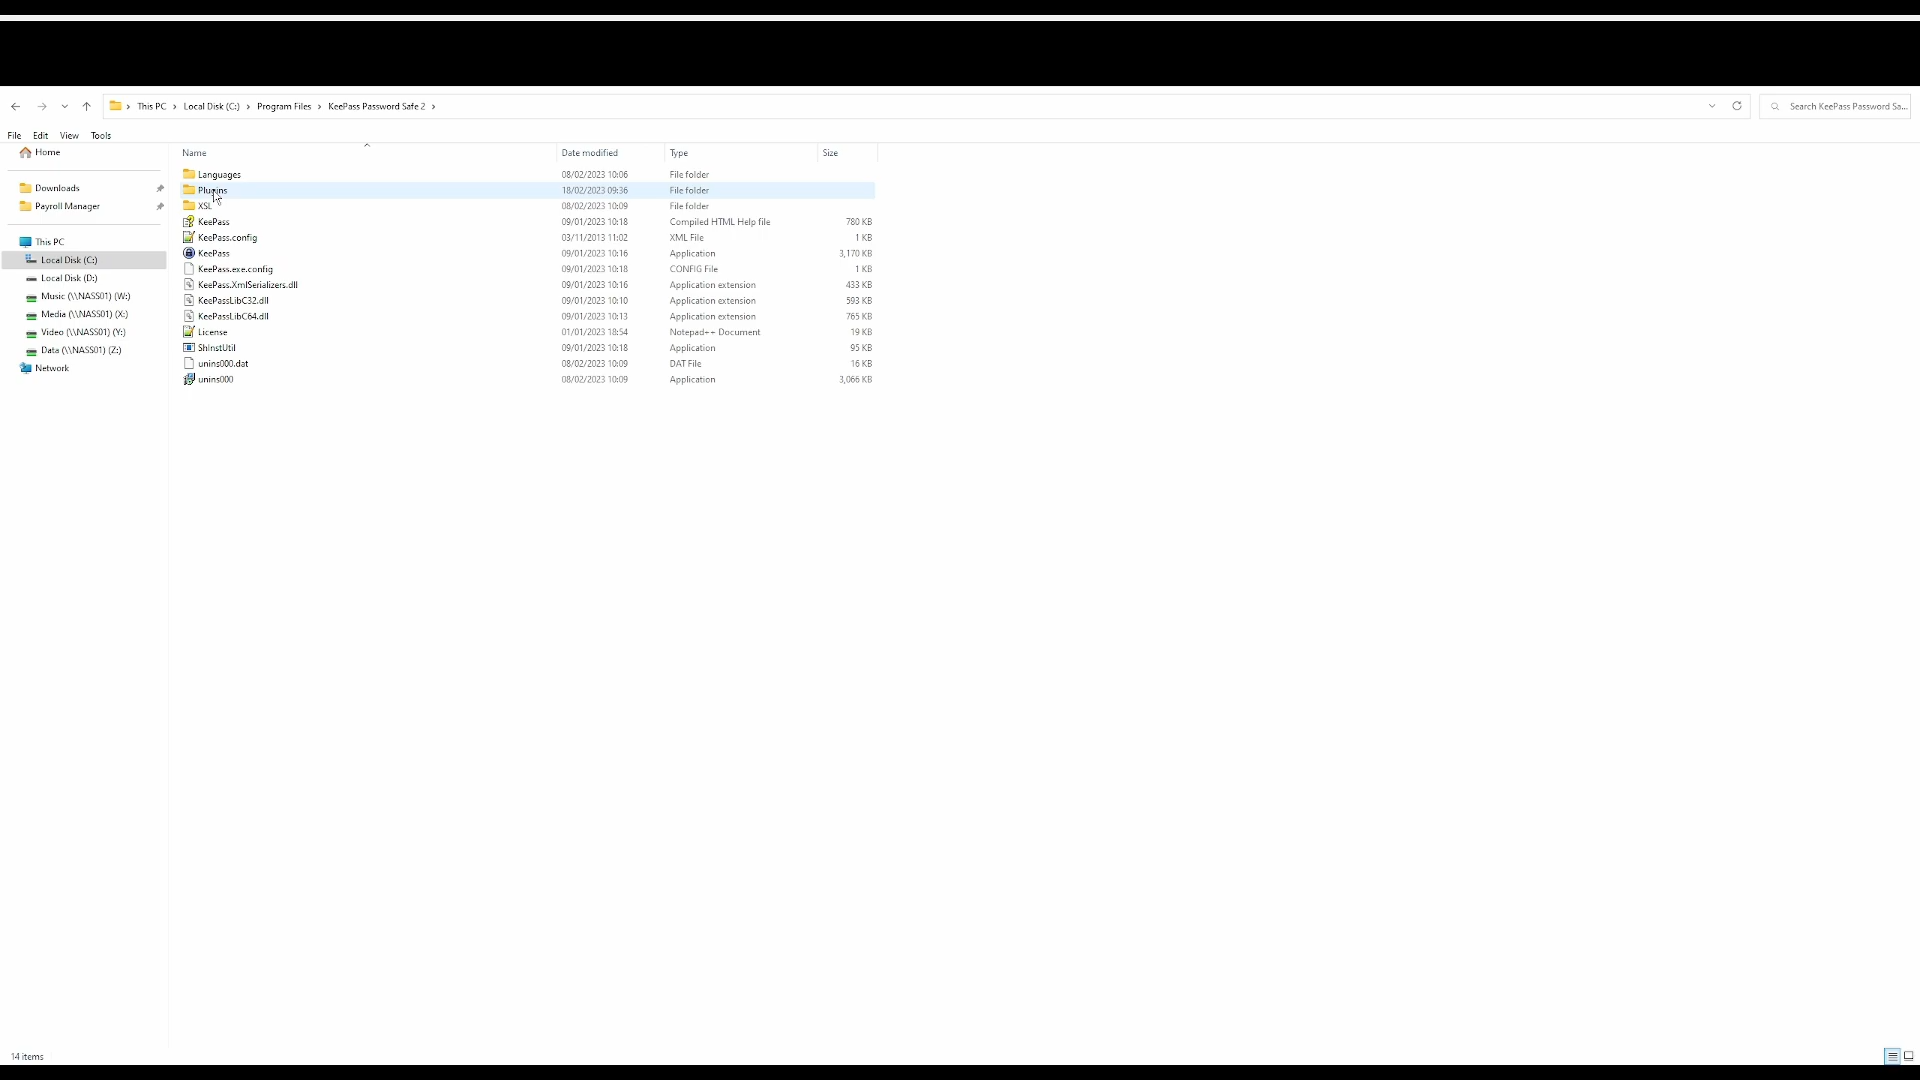 This PC > Local Disk (C:) > Program Files > KeePass Password Safe 2 >
Search KeePass Password Sa...
File Edit View Tools
Home
Downloads
Payroll Manager
This PC
Local Disk (C:)
Local Disk (D:)
Music (\\NASS01) (W:)
Media (\\NASS01) (X:)
Video (\\NASS01) (Y:)
Data (\\NASS01) (Z:)
Network
Name Date modified Type Size
Languages 08/02/2023 10:06 File folder
Plugins 18/02/2023 09:36 File folder
XSL 08/02/2023 10:09 File folder
KeePass 09/01/2023 10:18 Compiled HTML Help file 780 KB
KeePass.config 03/11/2013 11:02 XML File 1 KB
KeePass 09/01/2023 10:16 Application 3,170 KB
KeePass.exe.config 09/01/2023 10:18 CONFIG File 1 KB
KeePass.XmlSerializers.dll 09/01/2023 10:16 Application extension 433 KB
KeePassLibC32.dll 09/01/2023 10:10 Application extension 593 KB
KeePassLibC64.dll 09/01/2023 10:13 Application extension 765 KB
License 01/01/2023 18:54 Notepad++ Document 19 KB
ShInstUtil 09/01/2023 10:18 Application 95 KB
unins000.dat 08/02/2023 10:09 DAT File 16 KB
unins000 08/02/2023 10:09 Application 3,066 KB
14 items